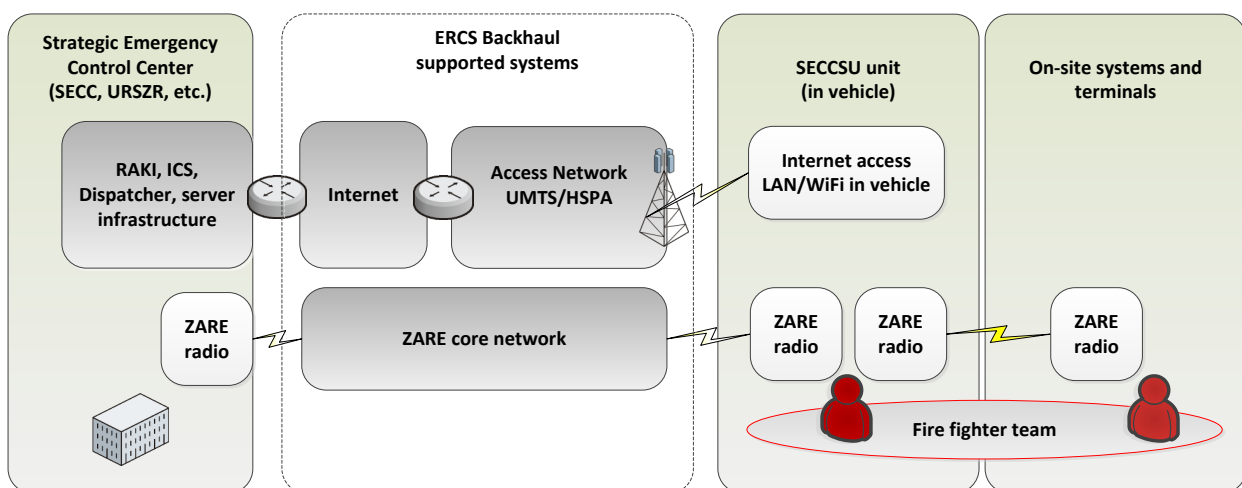 Strategic Emergency
Control Center
(SECC, URSZR, etc.)
ERCS Backhaul
supported systems
SECCSU unit
(in vehicle)
On-site systems and
terminals
RAKI, ICS,
Dispatcher, server
infrastructure
Internet
Access Network
UMTS/HSPA
Internet access
LAN/WiFi in vehicle
ZARE
radio
ZARE core network
ZARE
radio
ZARE
radio
ZARE
radio
Fire fighter team